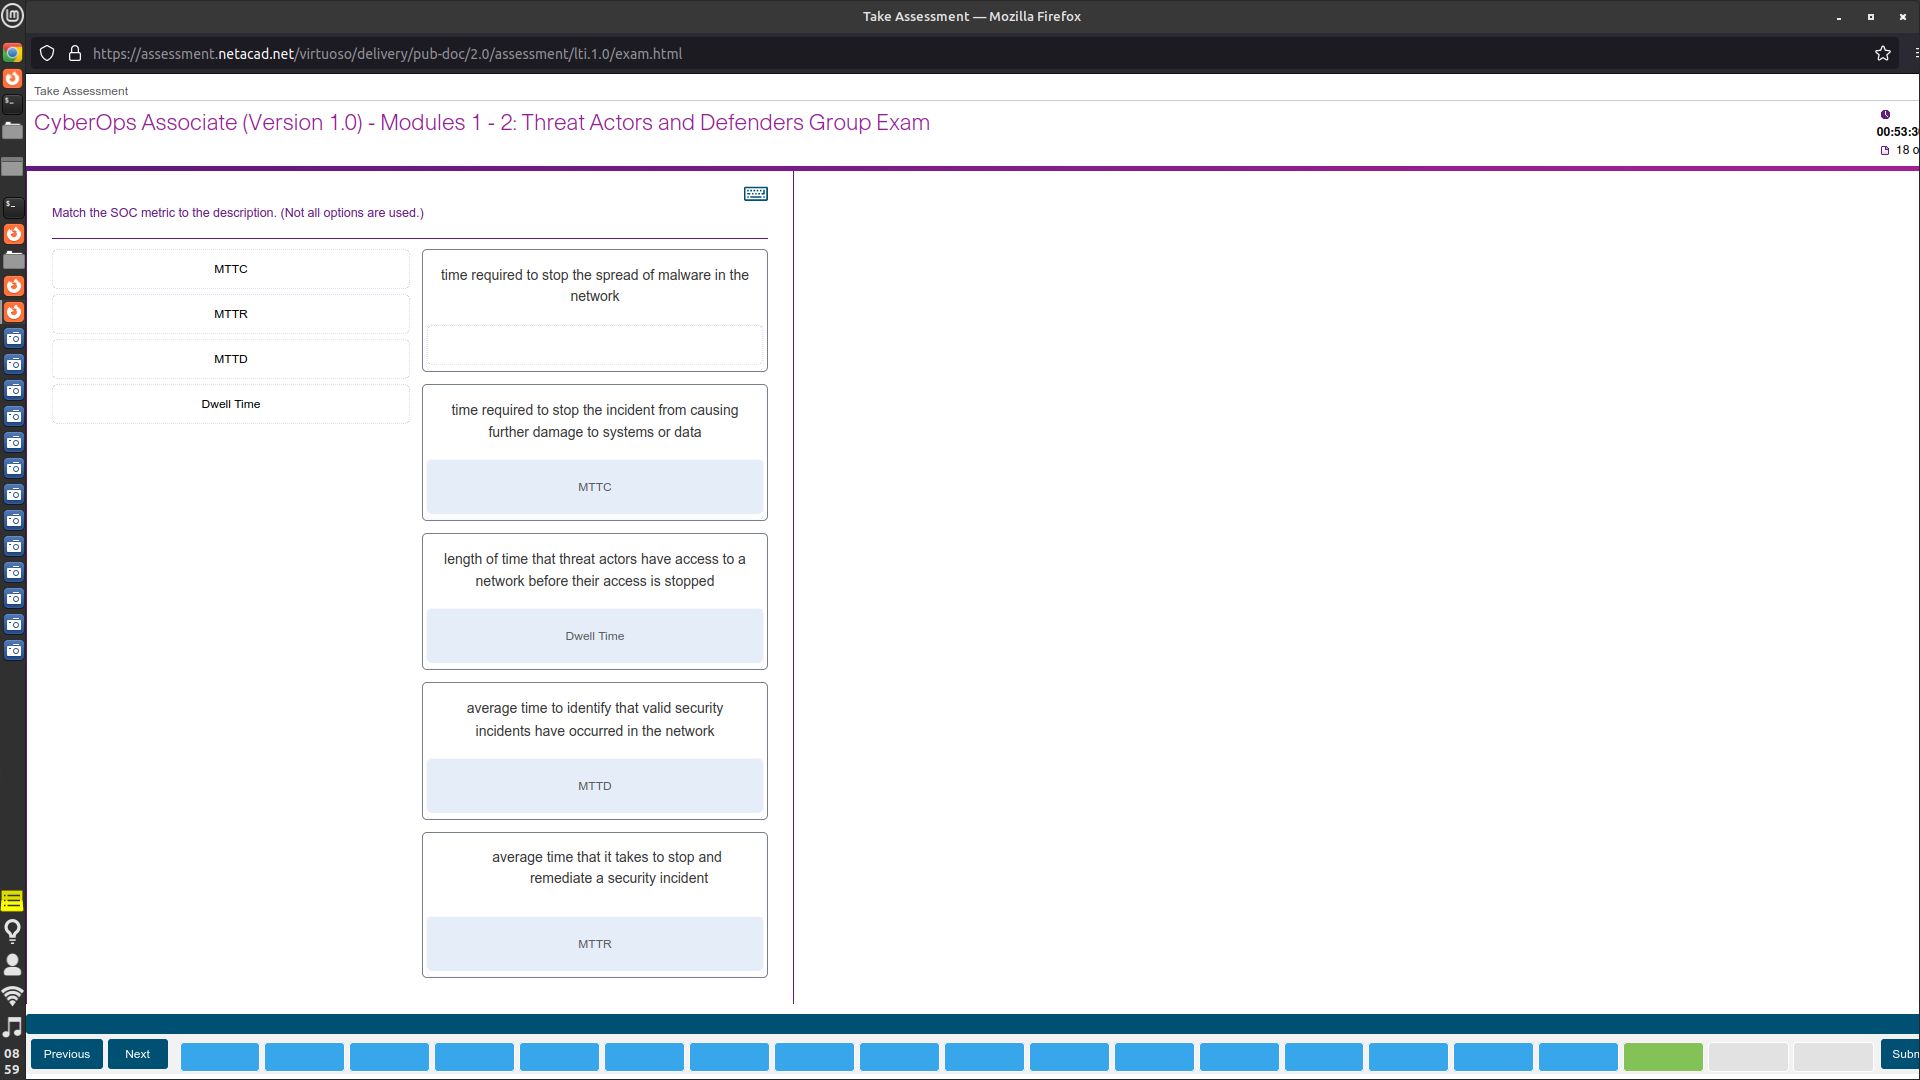 Take Assessment — Mozilla Firefox
https://assessment.netacad.net/virtuoso/delivery/pub-doc/2.0/assessment/lti.1.0/exam.html
Take Assessment
CyberOps Associate (Version 1.0) - Modules 1 - 2: Threat Actors and Defenders Group Exam
00:53:3
18 o
Match the SOC metric to the description. (Not all options are used.)
MTTC
MTTR
MTTD
Dwell Time
time required to stop the spread of malware in the
network
time required to stop the incident from causing
further damage to systems or data
MTTC
length of time that threat actors have access to a
network before their access is stopped
Dwell Time
average time to identify that valid security
incidents have occurred in the network
MTTD
average time that it takes to stop and
remediate a security incident
MTTR
Previous
Next
Subm
08
59